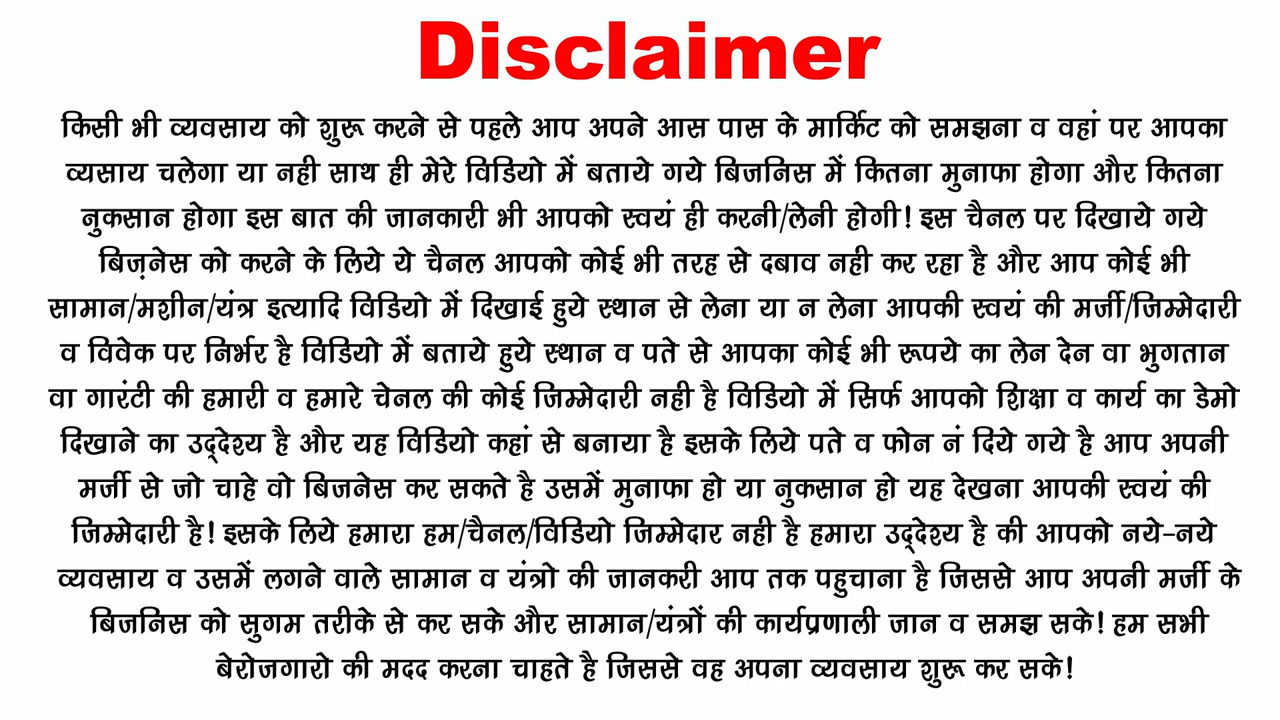 Disclaimer
किसी भी व्यवसाय को शुरू करने से पहले आप अपने आस पास के मार्किट को समझना व वहां पर आपका
व्यसाय चलेगा या नही साथ ही मेरे विडियो में बताये गये बिजनिस में कितना मुनाफा होगा और कितना
नुकसान होगा इस बात की जानकारी भी आपको स्वयं ही करनी/लेनी होगी! इस चैनल पर दिखाये गये
बिज़नेस को करने के लिये ये चैनल आपको कोई भी तरह से दबाव नही कर रहा है और आप कोई भी
सामान/मशीन/यंत्र इत्यादि विडियो में दिखाई हुये स्थान से लेना या न लेना आपकी स्वयं की मर्जी/जिम्मेदारी
व विवेक पर निर्भर है विडियो में बताये हुये स्थान व पते से आपका कोई भी रूपये का लेन देन वा भुगतान
वा गारंटी की हमारी व हमारे चेनल की कोई जिम्मेदारी नही है विडियो में सिर्फ आपको शिक्षा व कार्य का डेमो
दिखाने का उद्देश्य है और यह विडियो कहां से बनाया है इसके लिये पते व फोन नं दिये गये है आप अपनी
मर्जी से जो चाहे वो बिजनेस कर सकते है उसमें मुनाफा हो या नुकसान हो यह देखना आपकी स्वयं की
जिम्मेदारी है! इसके लिये हमारा हम/चैनल/विडियो जिम्मेदार नही है हमारा उद्देश्य है की आपको नये-नये
व्यवसाय व उसमें लगने वाले सामान व यंत्रो की जानकरी आप तक पहुचाना है जिससे आप अपनी मर्जी के
बिजनिस को सुगम तरीके से कर सके और सामान/यंत्रों की कार्यप्रणाली जान व समझ सके! हम सभी
बेरोजगारो की मदद करना चाहते है जिससे वह अपना व्यवसाय शुरू कर सके!